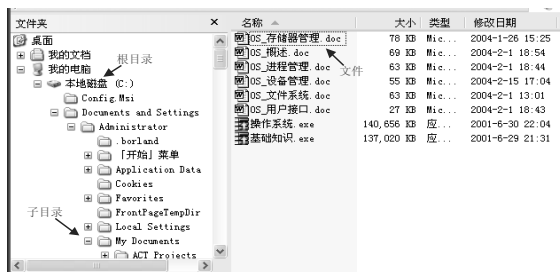 文件夹 × 名称 大小 类型 修改日期
桌面
我的文档
我的电脑
根目录
本地磁盘 (C:)
Config.Msi
Documents and Settings
Administrator
.borland
「开始」菜单
Application Data
Cookies
Favorites
FrontPageTempDir
子目录
Local Settings
My Documents
ACT Projects
OS_存储器管理.doc 78 KB Mic... 2004-1-26 15:25
OS_概述.doc 69 KB Mic... 2004-2-1 18:54
OS_进程管理.doc 63 KB Mic... 2004-2-1 18:44
文件
OS_设备管理.doc 55 KB Mic... 2004-2-15 17:04
OS_文件系统.doc 63 KB Mic... 2004-2-1 13:01
OS_用户接口.doc 27 KB Mic... 2004-2-1 18:43
操作系统.exe 140,656 KB 应... 2001-6-30 22:04
基础知识.exe 137,020 KB 应... 2001-6-29 21:31